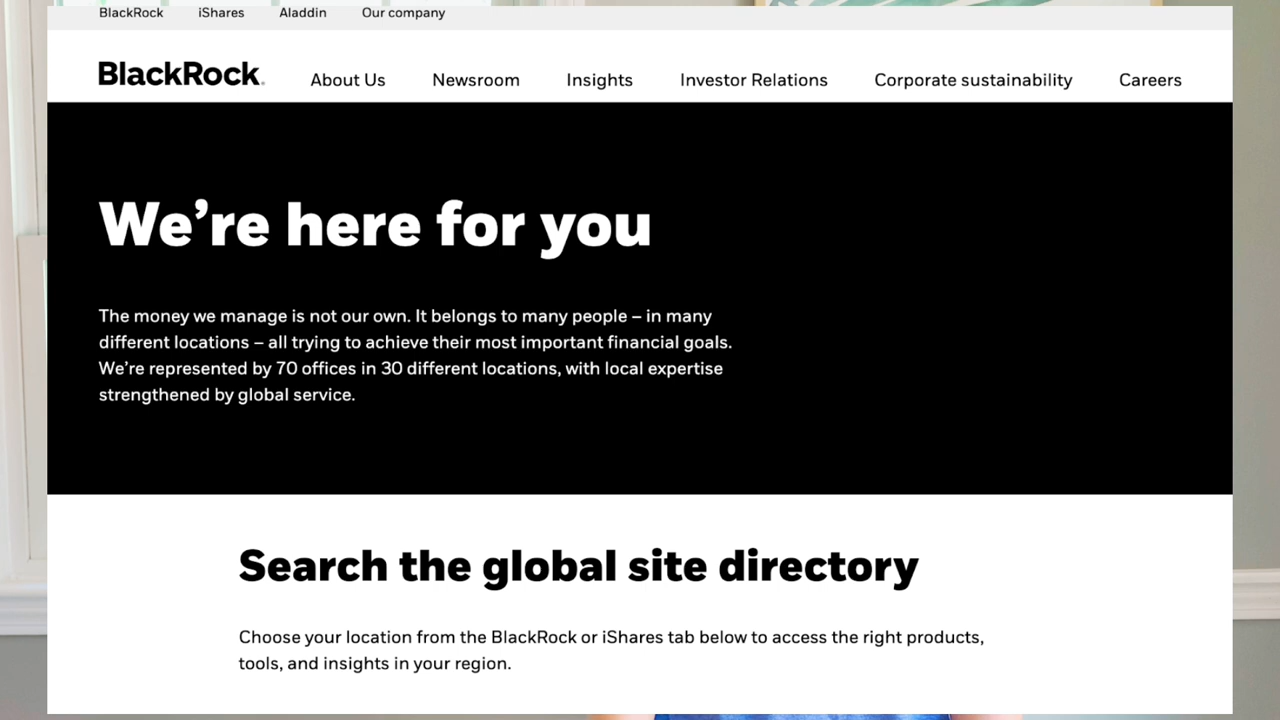 BlackRock iShares Aladdin Our company
BlackRock. About Us Newsroom Insights Investor Relations Corporate sustainability Careers
We’re here for you
The money we manage is not our own. It belongs to many people – in many
different locations – all trying to achieve their most important financial goals.
We’re represented by 70 offices in 30 different locations, with local expertise
strengthened by global service.
Search the global site directory
Choose your location from the BlackRock or iShares tab below to access the right products,
tools, and insights in your region.